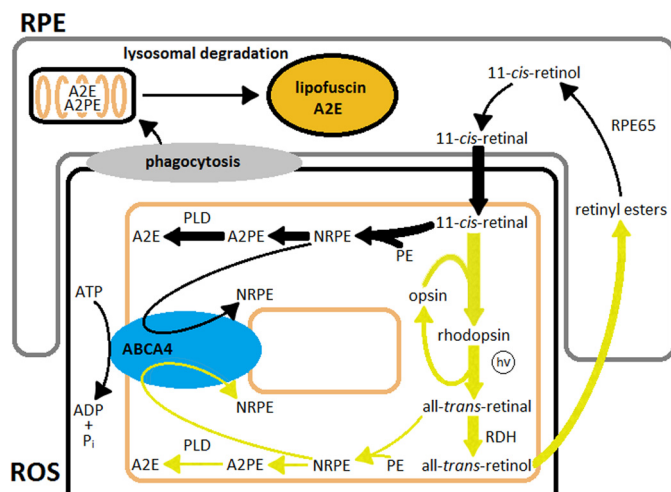 RPE
lysosomal degradation
A2E
A2PE
lipofuscin
A2E
11-cis-retinol
RPE65
11-cis-retinal
phagocytosis
retinyl esters
11-cis-retinal
PLD
A2E
A2PE
NRPE
PE
ATP
NRPE
opsin
ABCA4
rhodopsin
hv
ADP
+
Pi
NRPE
all-trans-retinal
PLD
RDH
A2E
A2PE
NRPE
PE
all-trans-retinol
ROS